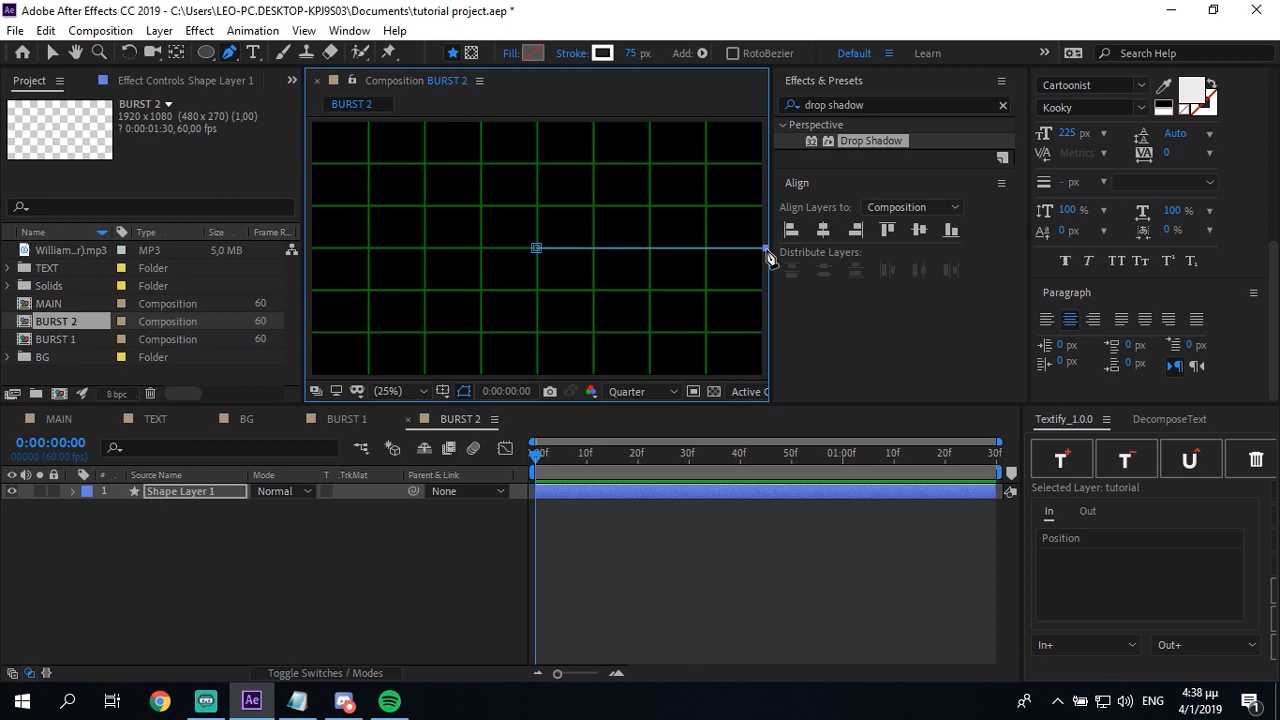 Adobe After Effects CC 2019 - C:\Users\LEO-PC.DESKTOP-KPJ9S03\Documents\tutorial project.aep *
File Edit Composition Layer Effect Animation View Window Help
Fill: Stroke: 75 px Add: RotoBezier Default Learn Search Help
Project Effect Controls Shape Layer 1 Composition BURST 2 Effects & Presets Cartoonist
BURST 2
1920 x 1080 (480 x 270) (1,00)
? 0:00:01:30, 60,00 fps
BURST 2
drop shadow
Kooky
Perspective
32 Drop Shadow
225 px Auto
Metrics 0
- px
100 % 100 %
0 px 0 %
Align
Align Layers to: Composition
Distribute Layers:
Name Type Size Frame R...
William...r).mp3 MP3 5,0 MB
TEXT Folder
Solids Folder
MAIN Composition 60
BURST 2 Composition 60
BURST 1 Composition 60
BG Folder
Paragraph
0 px 0 px 0 px
0 px 0 px
8 bpc
(25%) 0:00:00:00 Quarter Active C
MAIN TEXT BG BURST 1 BURST 2
Textify_1.0.0 DecomposeText
0:00:00:00
00000 (60.00 fps)
# Source Name Mode T .TrkMat Parent & Link
1 Shape Layer 1 Normal None
1:00f 10f 20f 30f 40f 50f 01:00f 10f 20f 30f
Selected Layer: tutorial
In Out
Position
In+ Out+
Toggle Switches / Modes
ENG
4:38 μμ
4/1/2019